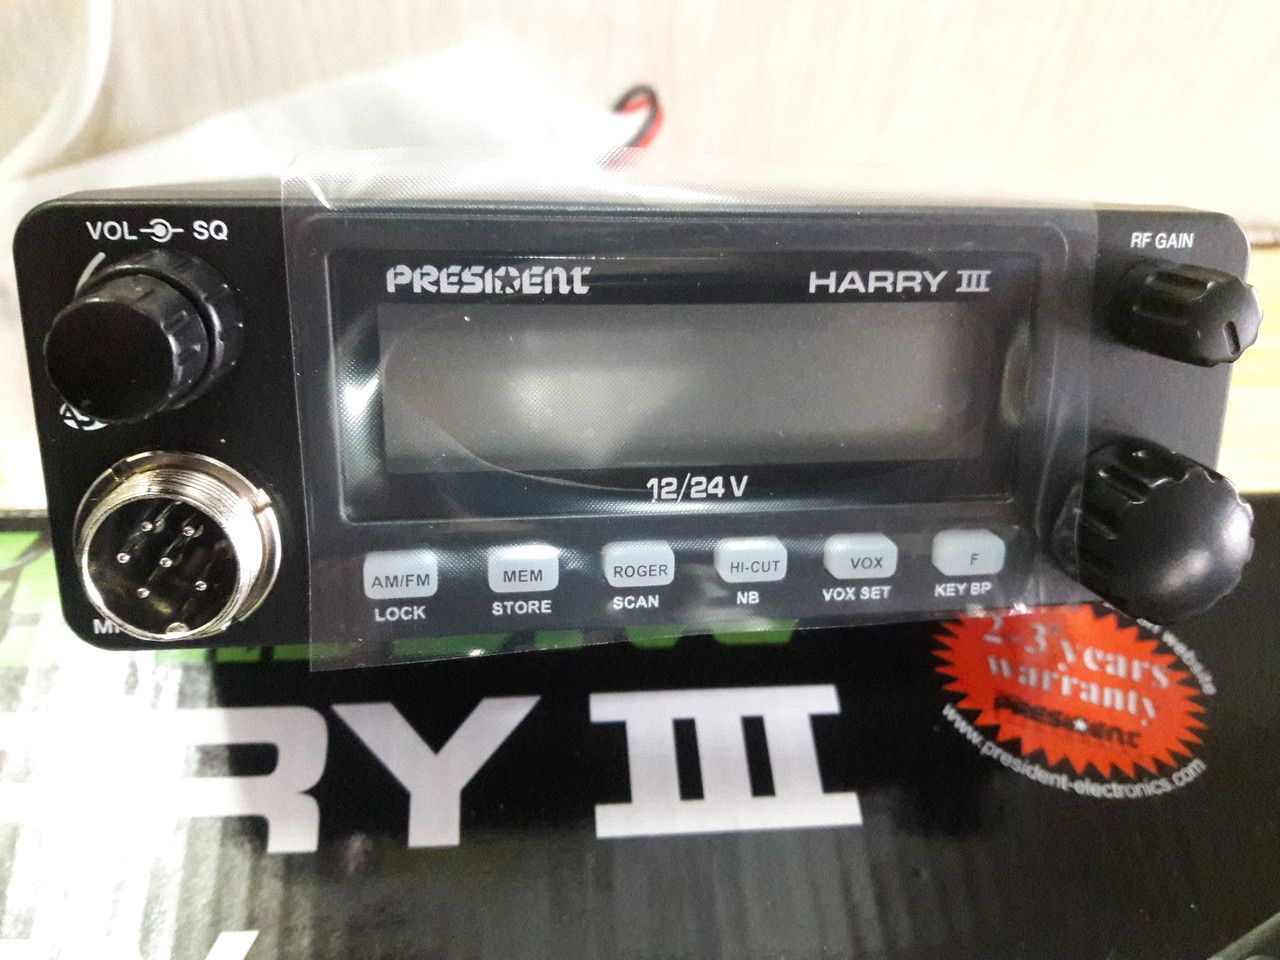 VOL SQ
RF GAIN
PRESIDENT HARRY III
12/24 V
AM/FM MEM ROGER HI-CUT VOX F
LOCK STORE SCAN NB VOX SET KEY BP
RY III
2 - 3* years
warranty
PRESIDENT
www.president-electronics.com
website